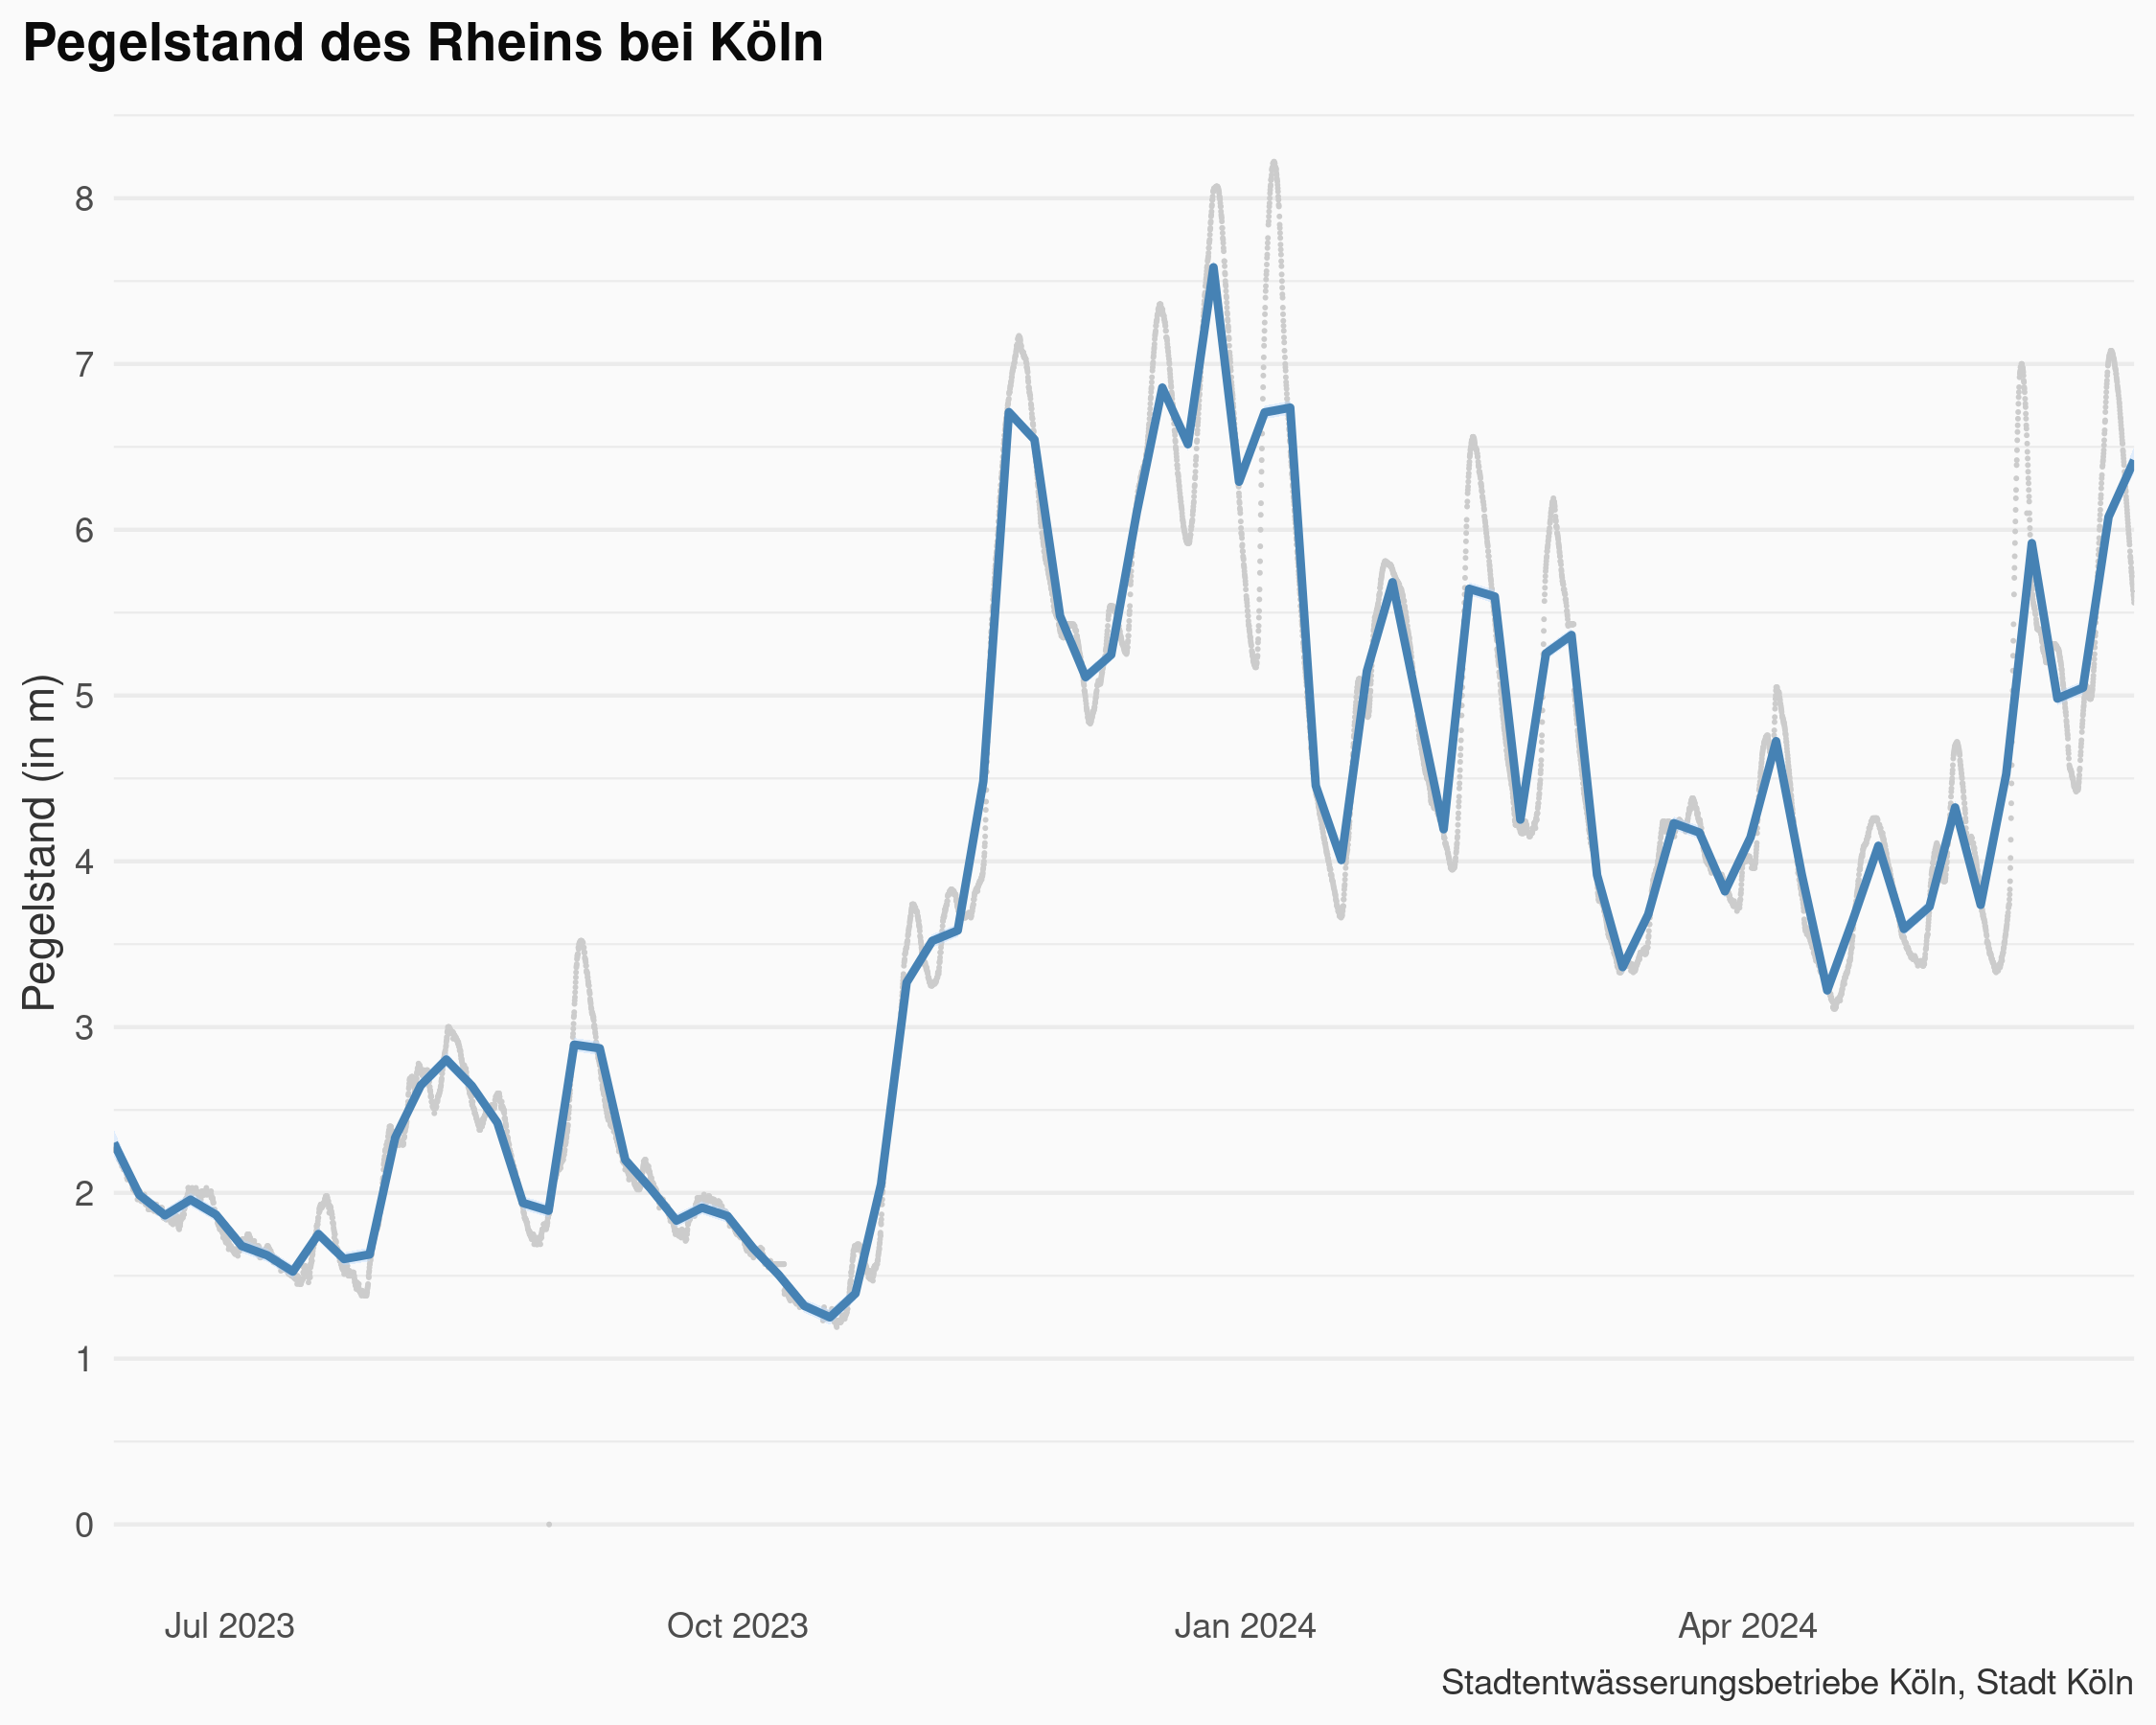 Pegelstand des Rheins bei Köln
Pegelstand (in m)
8
7
6
5
4
3
2
1
0
Jul 2023
Oct 2023
Jan 2024
Apr 2024
Stadtentwässerungsbetriebe Köln, Stadt Köln